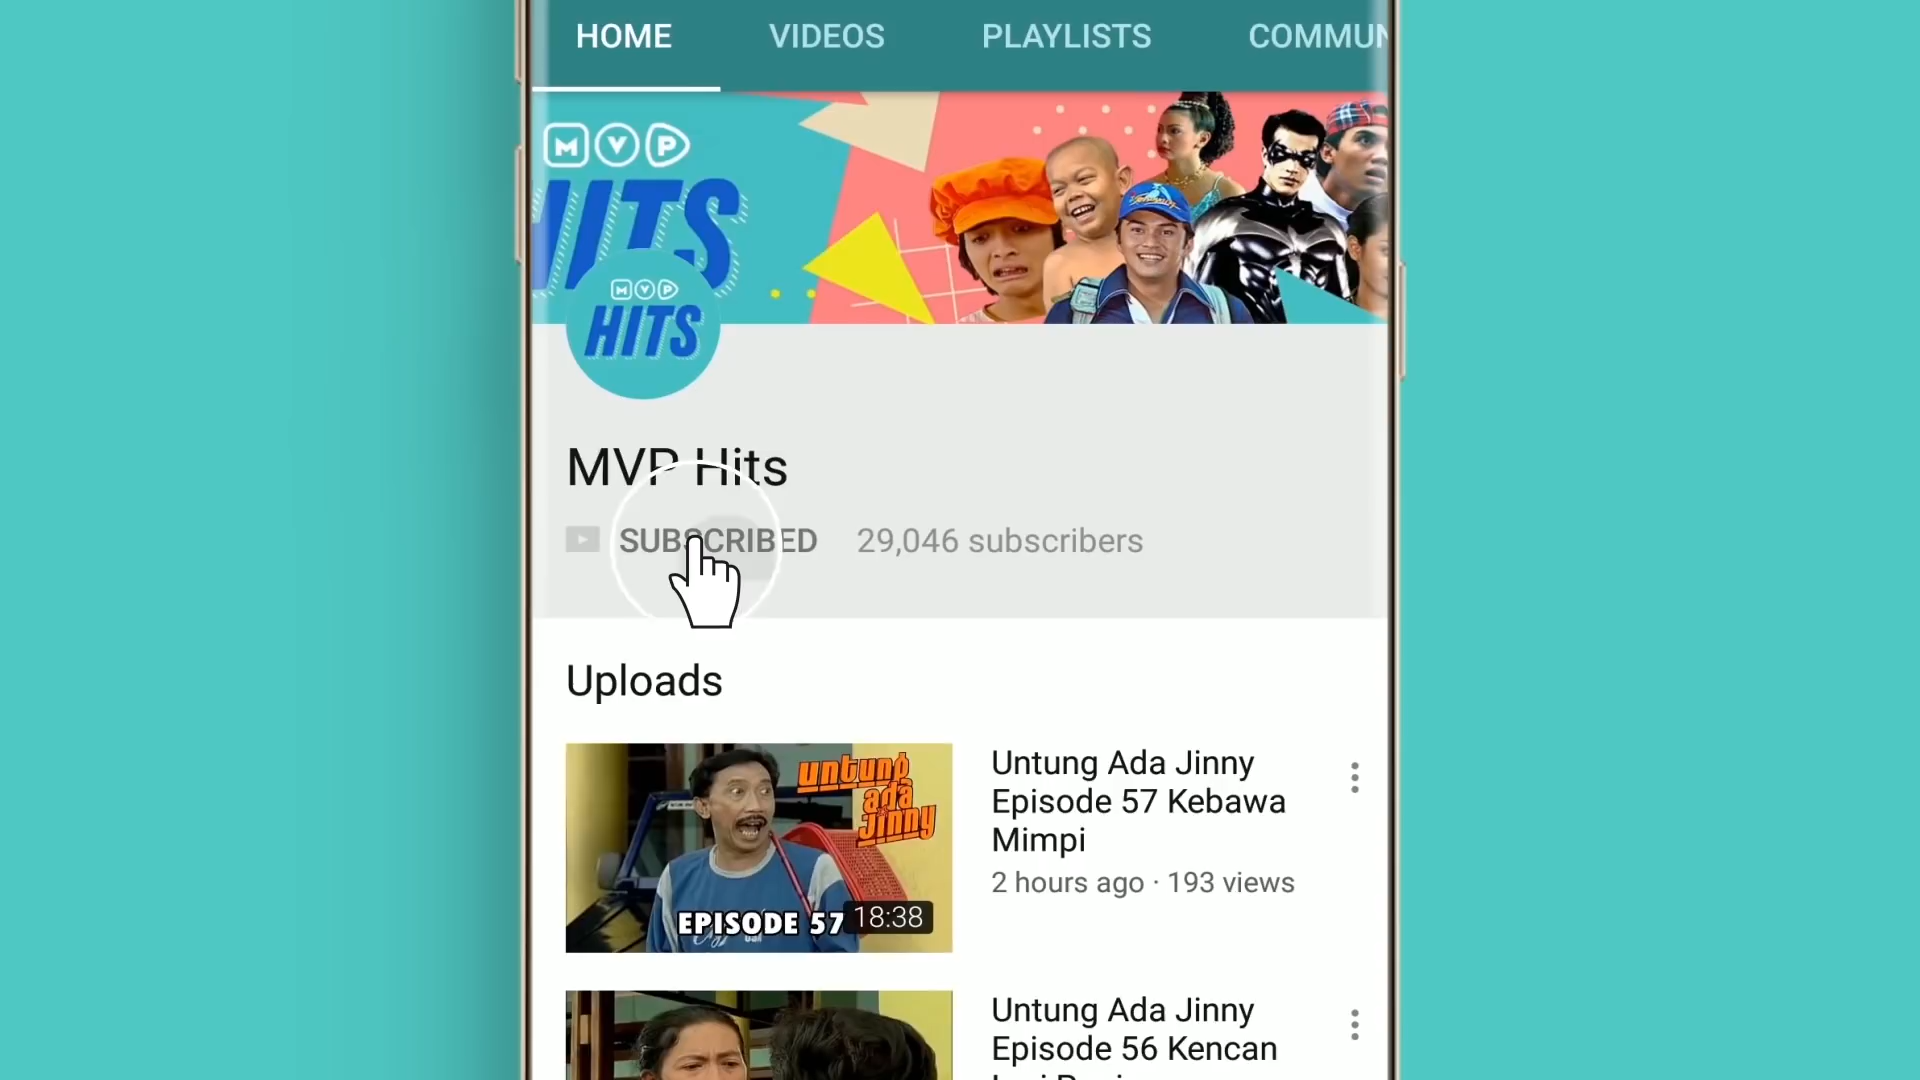 HOME VIDEOS PLAYLISTS COMMUN
MVP
HITS
MVP
HITS
MVP Hits
SUBSCRIBED 29,046 subscribers
Uploads
untung
ada
jinny
EPISODE 57
18:38
Untung Ada Jinny
Episode 57 Kebawa
Mimpi
2 hours ago · 193 views
Untung Ada Jinny
Episode 56 Kencan